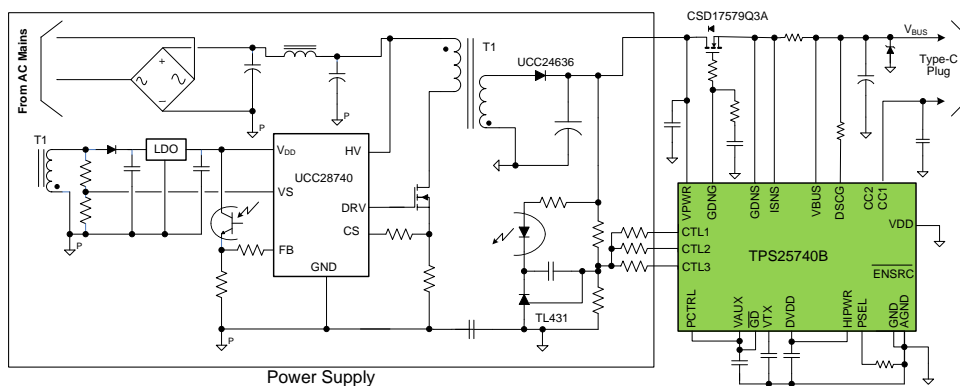 CSD17579Q3A
From AC Mains
T1
UCC24636
VBUS
Type-C
Plug
P
P
T1
LDO
VDD
HV
UCC28740
VS
DRV
CS
FB
GND
P
P
TL431
VPWR
GDNG
GDNS
ISNS
VBUS
DSCG
CC2
CC1
CTL1
CTL2
CTL3
VDD
TPS25740B
ENSRC
PCTRL
VAUX
GD
VTX
DVDD
HIPWR
PSEL
GND
AGND
Power Supply